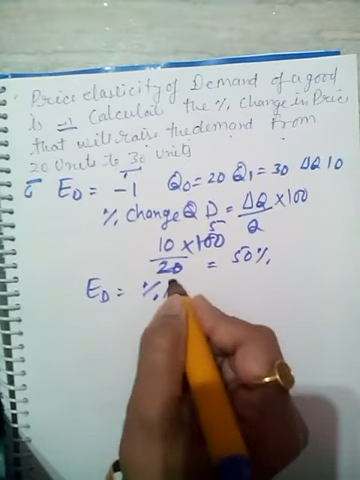 Price elasticity of Demand of a good
is -1 Calculate the % Change in Price
that will raise the demand from
20 Units to 30 units
ED = -1 Q0 = 20 Q1 = 30 ΔQ 10
% change Q D = ΔQ/Q × 100
10 × 100 5
20 = 50%
ED = %